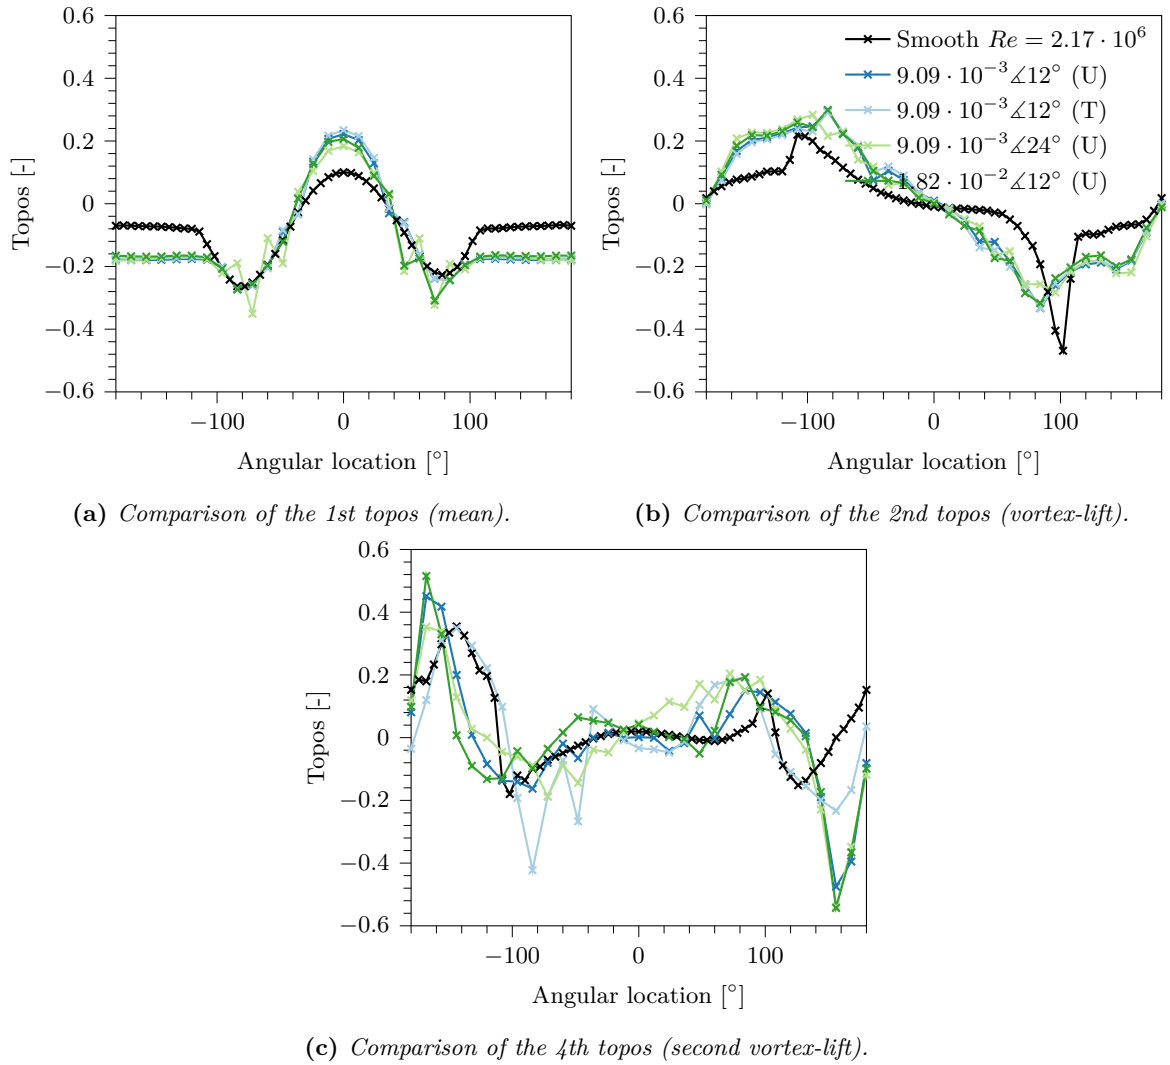 0.6
0.4
0.2
0
−0.2
−0.4
−0.6
Topos [-]
−100 0 100
Angular location [°]
(a) Comparison of the 1st topos (mean).
0.6
0.4
0.2
0
−0.2
−0.4
−0.6
Topos [-]
Smooth Re = 2.17 · 10⁶
9.09 · 10⁻³∡12° (U)
9.09 · 10⁻³∡12° (T)
9.09 · 10⁻³∡24° (U)
1.82 · 10⁻²∡12° (U)
−100 0 100
Angular location [°]
(b) Comparison of the 2nd topos (vortex-lift).
0.6
0.4
0.2
0
−0.2
−0.4
−0.6
Topos [-]
−100 0 100
Angular location [°]
(c) Comparison of the 4th topos (second vortex-lift).